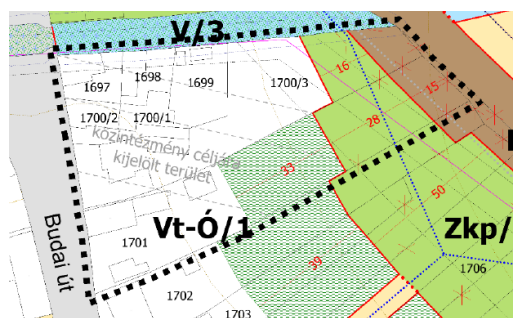 V/3
1697
1698
1699
1700/3
16
15
1700/2
1700/1
28
közintézmény céljára
kijelölt terület
33
50
Vt-Ó/1
Zkp/
Budai út
1701
39
1706
1702
1703